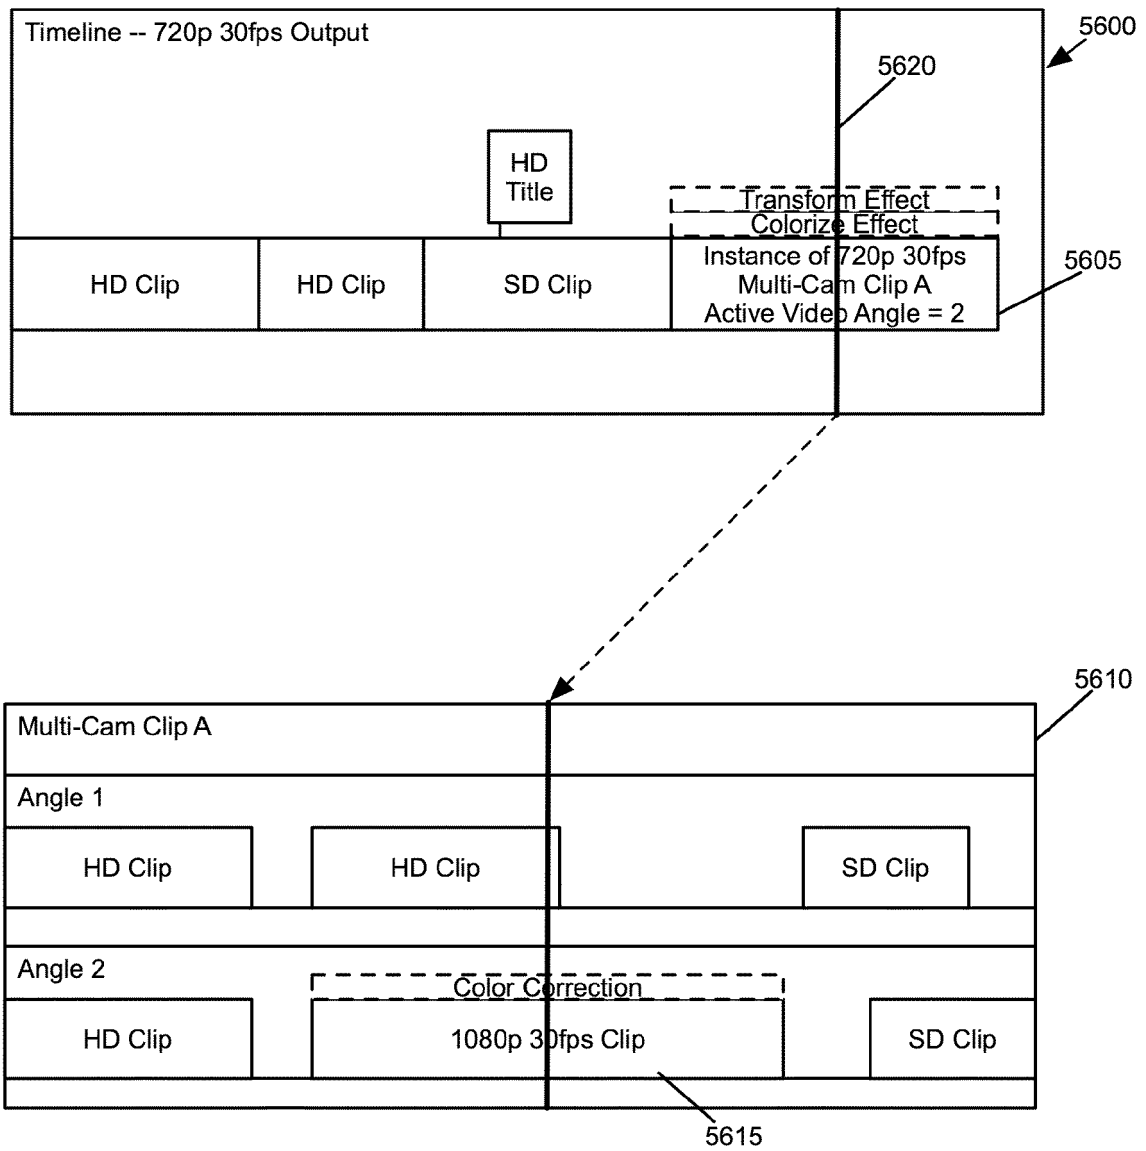 Timeline -- 720p 30fps Output
5600
5620
HD
Title
Transform Effect
Colorize Effect
HD Clip
HD Clip
SD Clip
Instance of 720p 30fps
Multi-Cam Clip A
Active Video Angle = 2
5605
5610
Multi-Cam Clip A
Angle 1
HD Clip
HD Clip
SD Clip
Angle 2
Color Correction
HD Clip
1080p 30fps Clip
SD Clip
5615